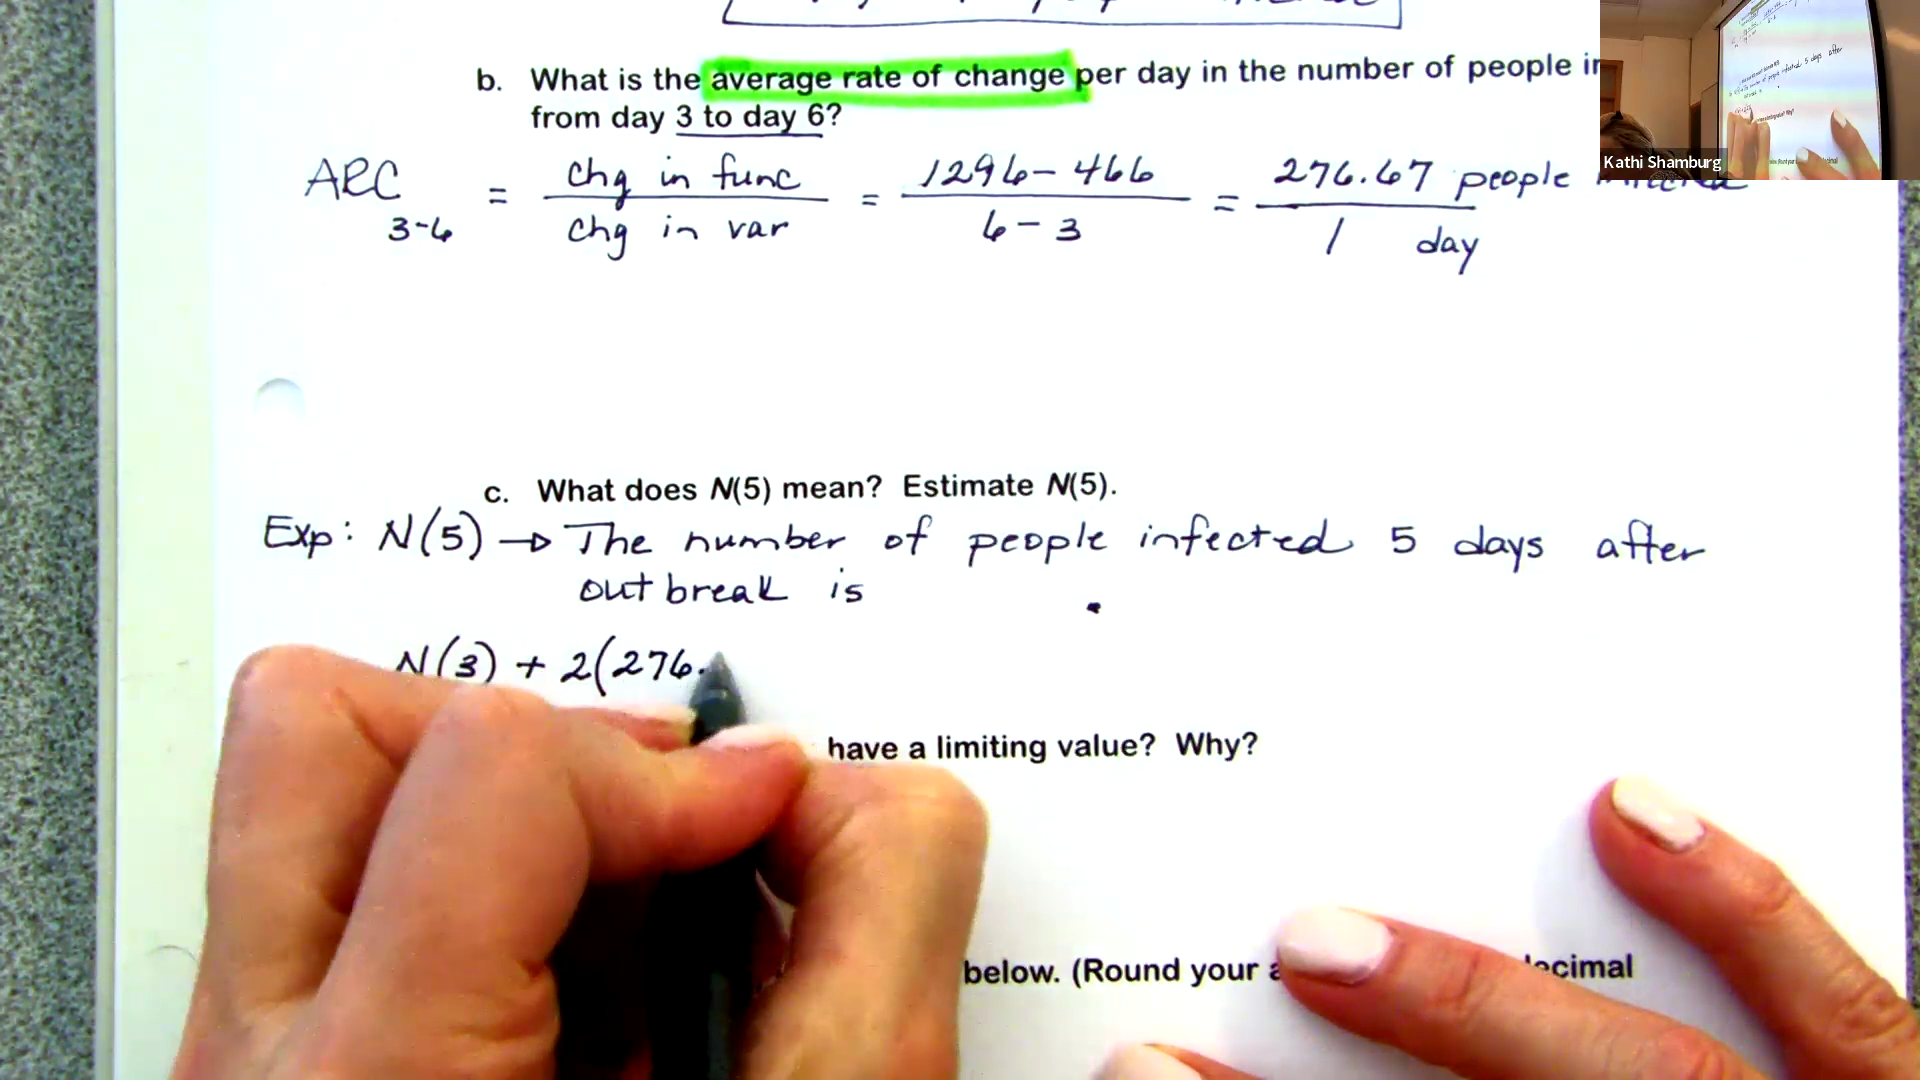 b. What is the average rate of change per day in the number of people
from day 3 to day 6?
ARC 3-6 = chg in func / chg in var = 1296 - 466 / 6 - 3 = 276.67 people / 1 day
Kathi Shamburg
c. What does N(5) mean? Estimate N(5).
Exp: N(5) → The number of people infected 5 days after
outbreak is .
N(3) + 2(276.
have a limiting value? Why?
below. (Round your